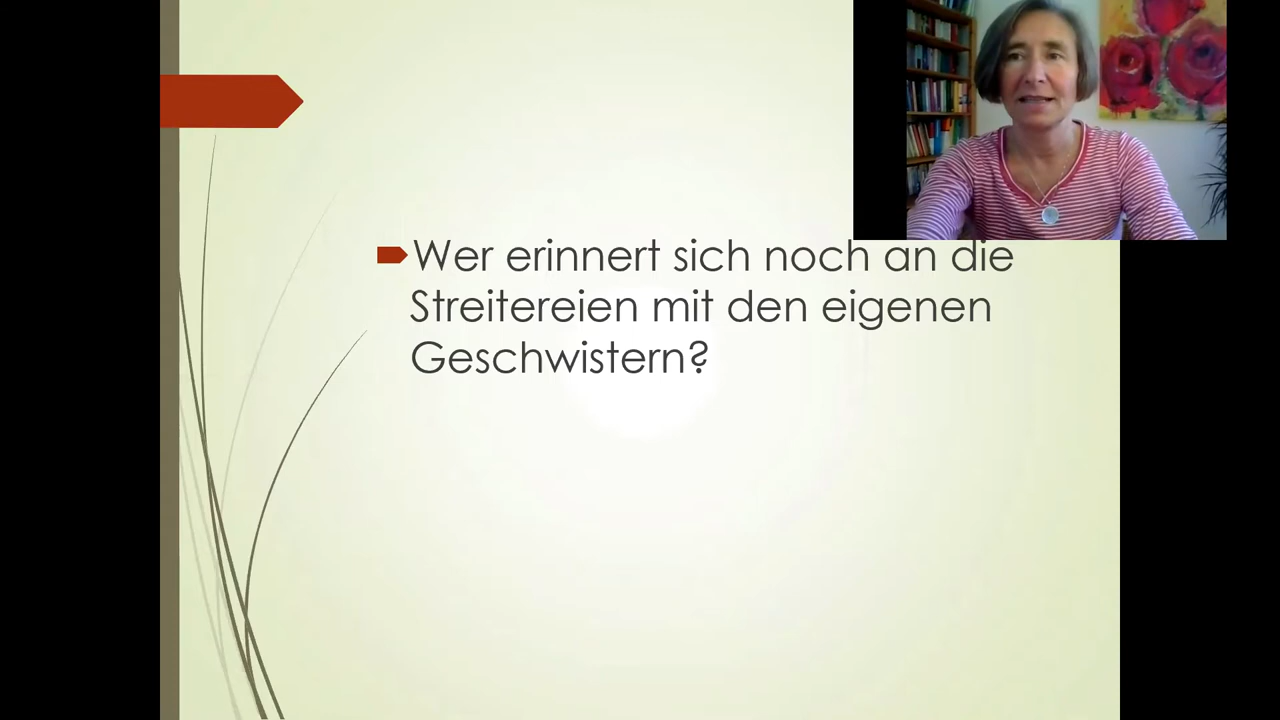 Wer erinnert sich noch an die
Streitereien mit den eigenen
Geschwistern?